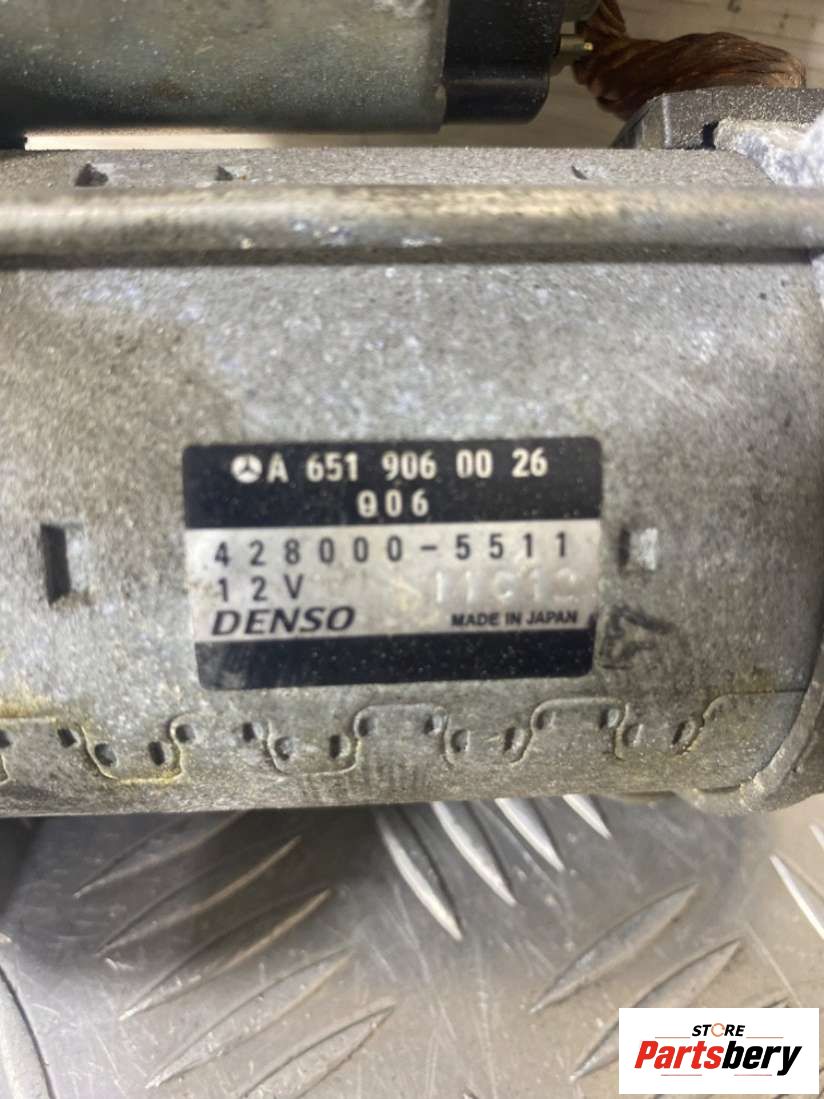 A 651 906 00 26
006
428000-5511
12V
DENSO MADE IN JAPAN
STORE
Partsbery